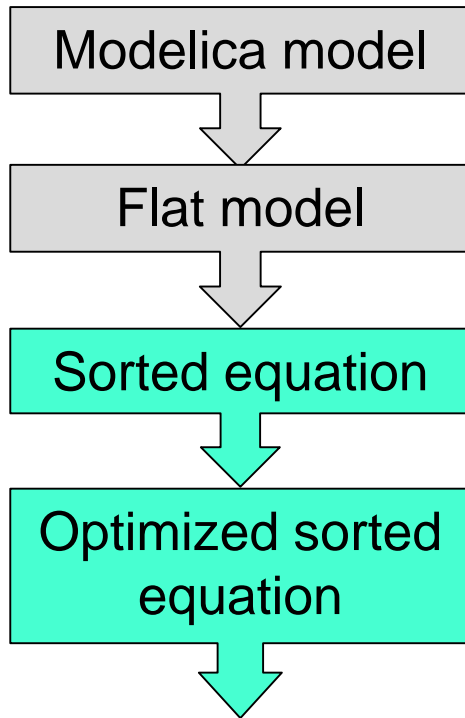 Modelica model
Flat model
Sorted equation
Optimized sorted
equation